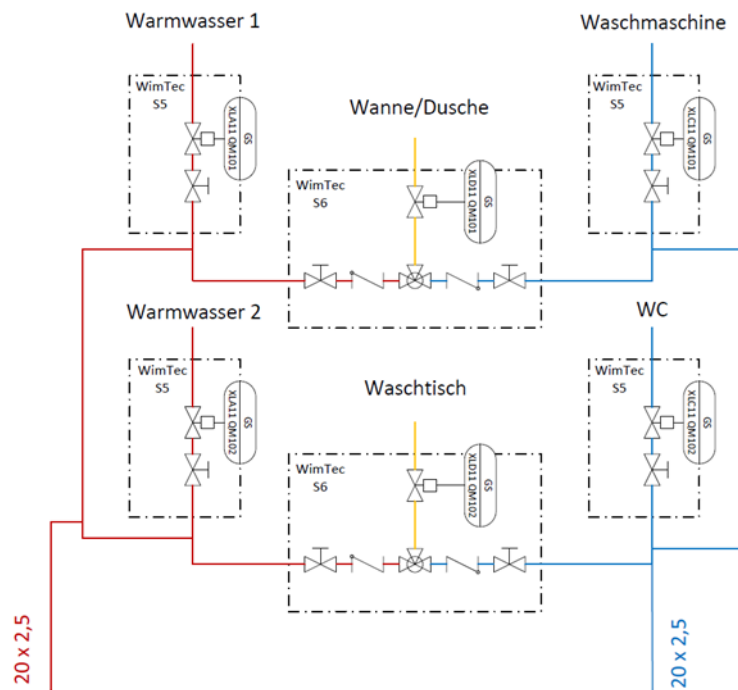 Warmwasser 1
Waschmaschine
WimTec
S5
GS
XLA11 QM101
Wanne/Dusche
WimTec
S5
GS
XLC11 QM101
WimTec
S6
GS
XLD11 QM101
Warmwasser 2
WC
WimTec
S5
GS
XLA11 QM102
Waschtisch
WimTec
S5
GS
XLC11 QM102
WimTec
S6
GS
XLD11 QM102
20 x 2,5
20 x 2,5